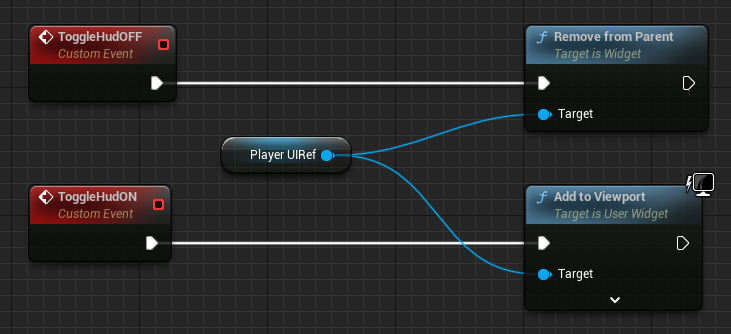 ToggleHudOFF
Custom Event
Remove from Parent
Target is Widget
Target
Player UIRef
ToggleHudON
Custom Event
Add to Viewport
Target is User Widget
Target